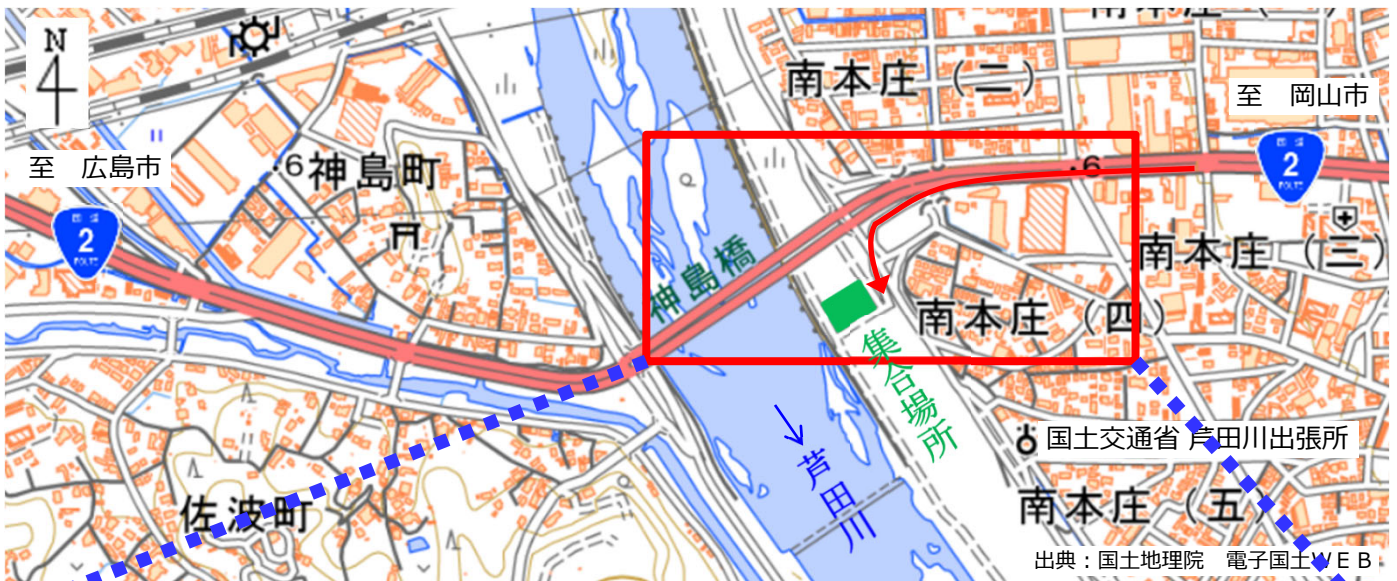 N
南本庄（二）
至　岡山市
国道
2
ROUTE
至　広島市
6
神島町
6
国道
2
ROUTE
神島橋
南本庄（三）
南本庄（四）
集合場所
国土交通省 芦田川出張所
芦田川
佐波町
南本庄（五）
出典：国土地理院　電子国土ＷＥＢ